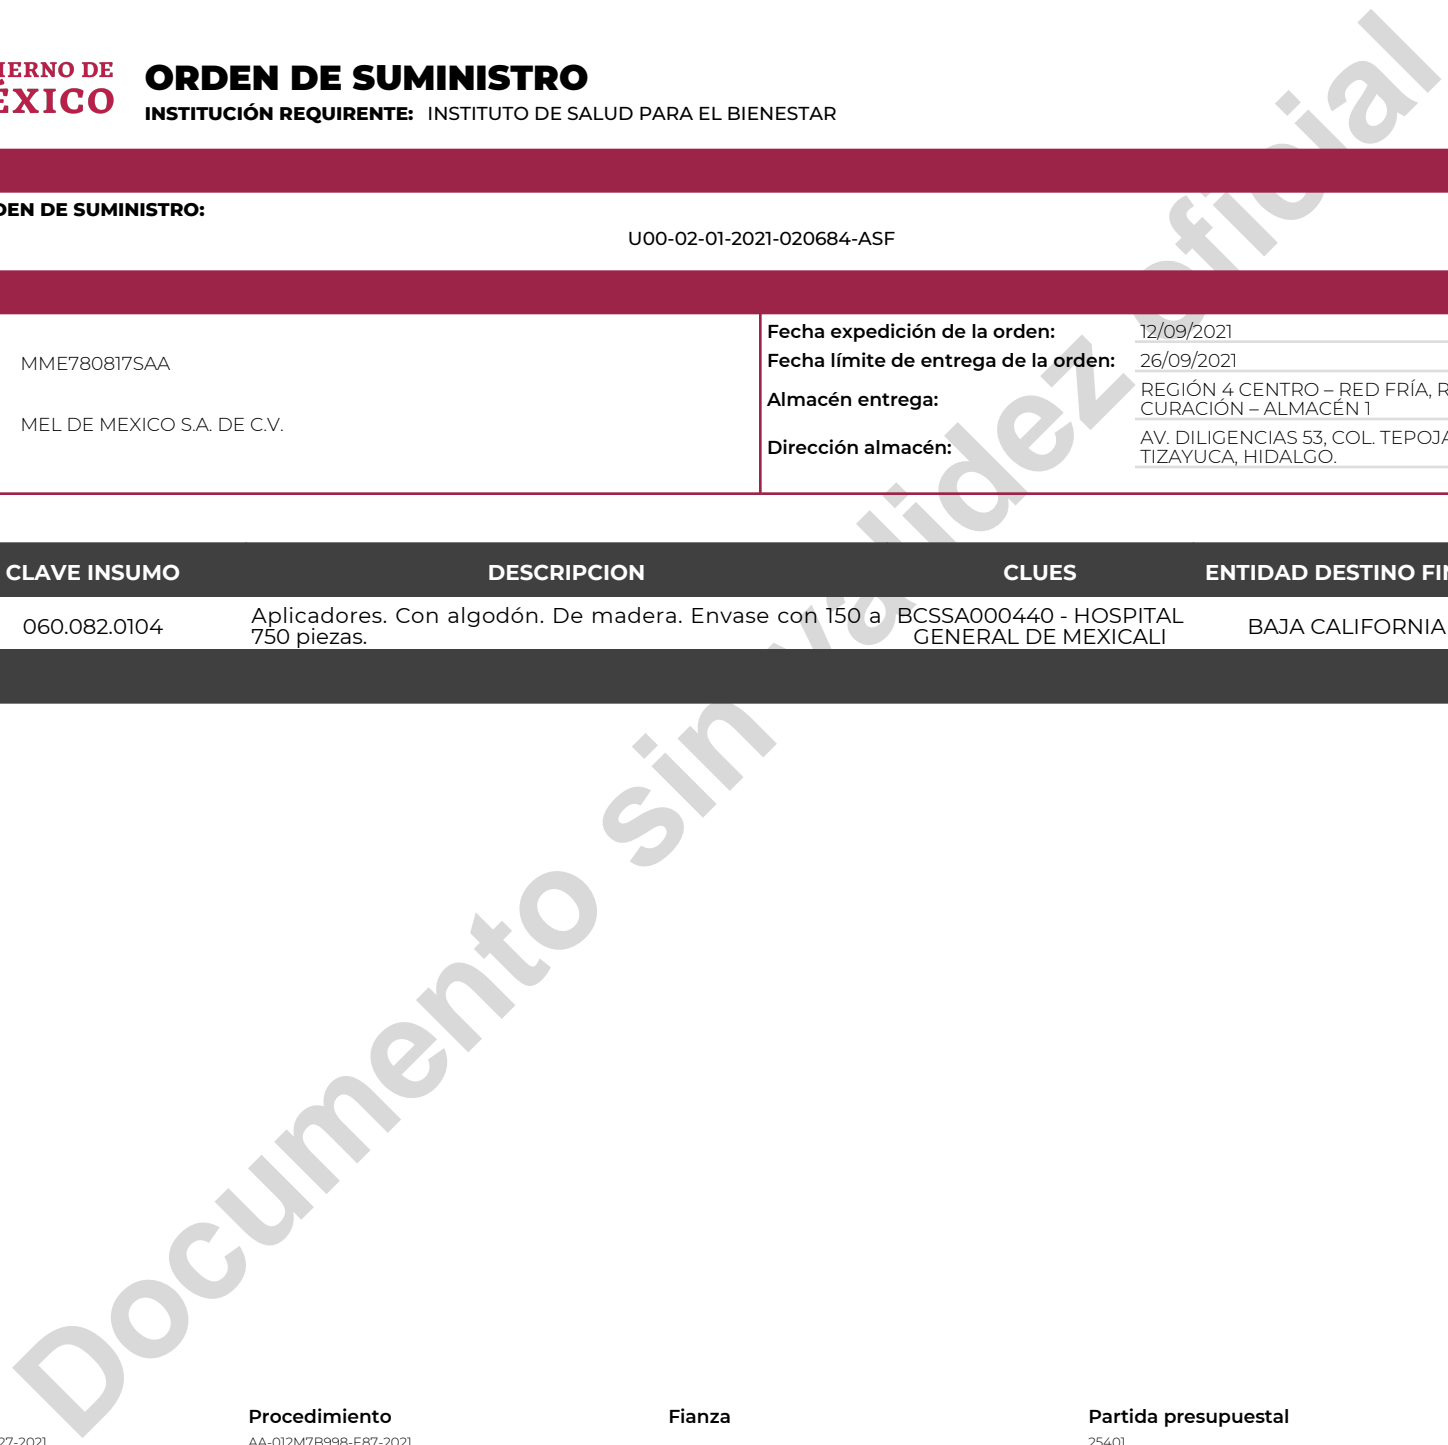 ORDEN DE SUMINISTRO
INSTITUCIÓN REQUIRENTE: INSTITUTO DE SALUD PARA EL BIENESTAR
DE
DE SUMINISTRO:
U00-02-01-2021-020684-ASF
MME780817SAA
MEL DE MEXICO S.A. DE C.V.
Fecha expedición de la orden: 12/09/2021
Fecha límite de entrega de la orden: 26/09/2021
Almacén entrega: REGIÓN 4 CENTRO – RED FRÍA,
CURACIÓN – ALMACÉN 1
Dirección almacén: AV. DILIGENCIAS 53, COL.
TIZAYUCA, HIDALGO.
CLAVE INSUMO DESCRIPCION CLUES ENTIDAD DESTINO
060.082.0104 Aplicadores. Con algodón. De madera. Envase con 150 a
750 piezas.
BCSSA000440 - HOSPITAL
GENERAL DE MEXICALI
BAJA CALIFORNIA
Documento sin validez oficial
Procedimiento Fianza Partida presupuestal
AA-012M7B998-E87-2021 25401